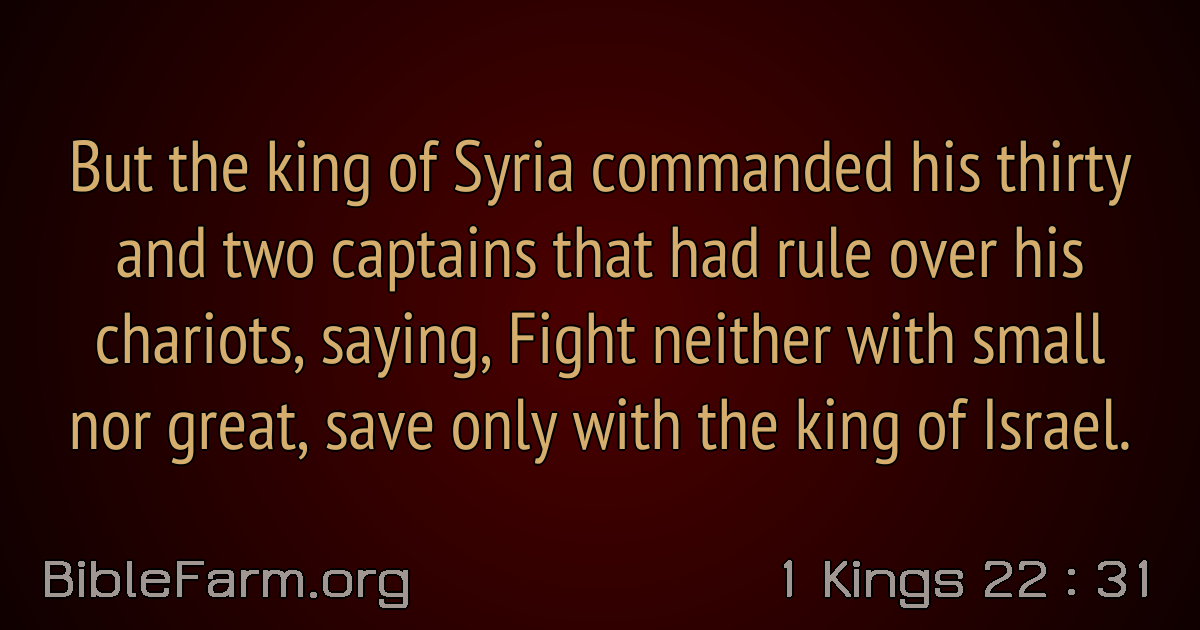 But the king of Syria commanded his thirty
and two captains that had rule over his
chariots, saying, Fight neither with small
nor great, save only with the king of Israel.
BibleFarm.org
1 Kings 22 : 31